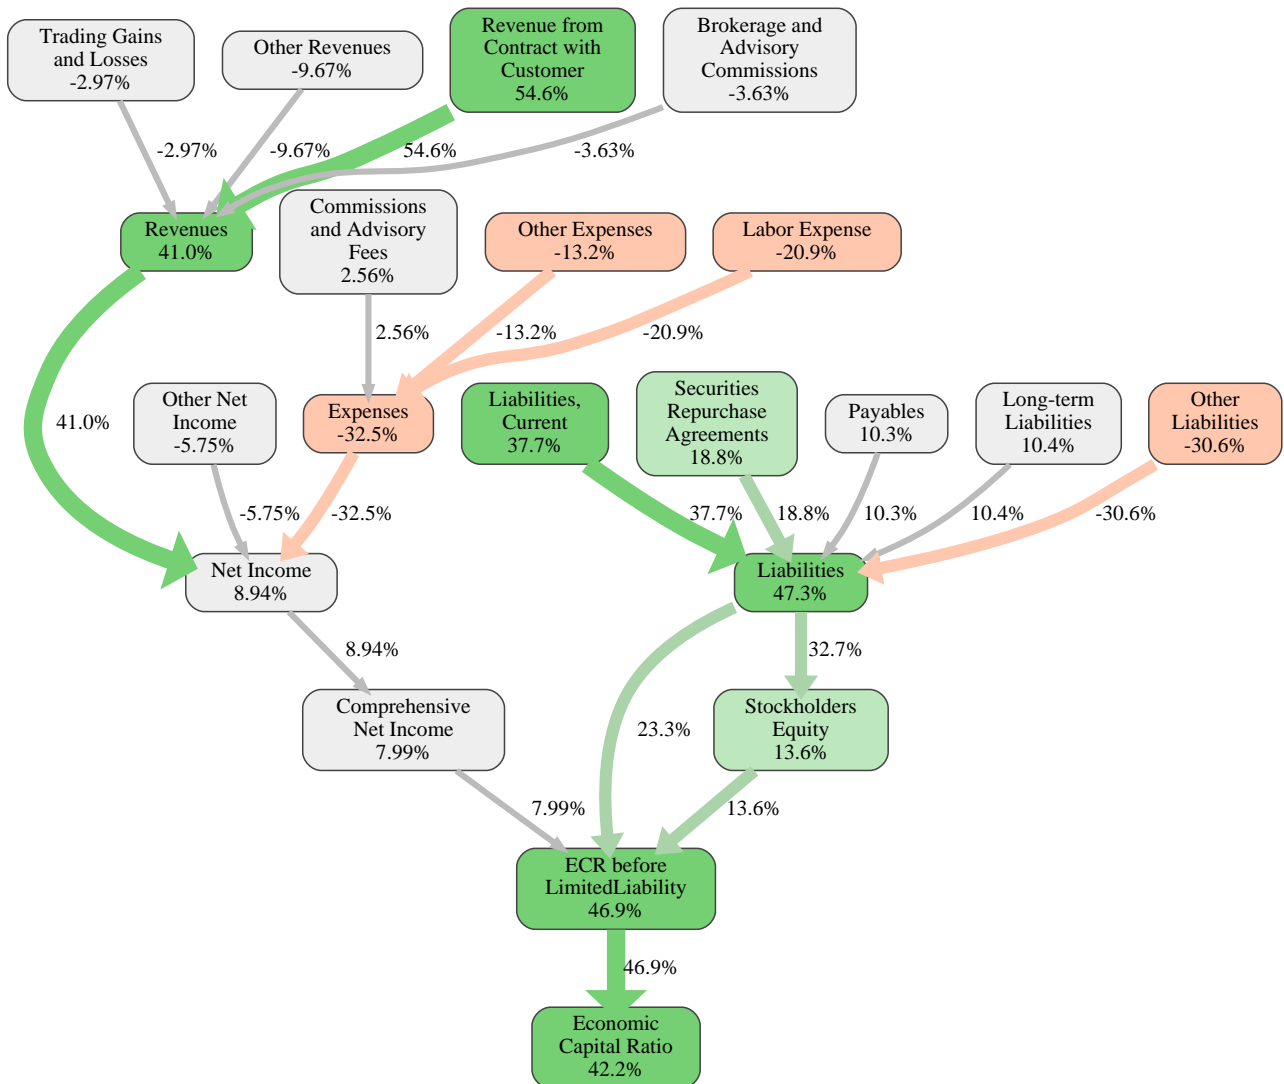 Trading Gains
and Losses
-2.97%
Other Revenues
-9.67%
Revenue from
Contract with
Customer
54.6%
Brokerage and
Advisory
Commissions
-3.63%
-2.97%
-9.67%
54.6%
-3.63%
Revenues
41.0%
Commissions
and Advisory
Fees
2.56%
Other Expenses
-13.2%
Labor Expense
-20.9%
2.56%
-13.2%
-20.9%
41.0%
Other Net
Income
-5.75%
Expenses
-32.5%
Liabilities,
Current
37.7%
Securities
Repurchase
Agreements
18.8%
Payables
10.3%
Long-term
Liabilities
10.4%
Other
Liabilities
-30.6%
-5.75%
-32.5%
37.7%
18.8%
10.3%
10.4%
-30.6%
Net Income
8.94%
Liabilities
47.3%
8.94%
32.7%
Comprehensive
Net Income
7.99%
23.3%
Stockholders
Equity
13.6%
7.99%
13.6%
ECR before
LimitedLiability
46.9%
46.9%
Economic
Capital Ratio
42.2%